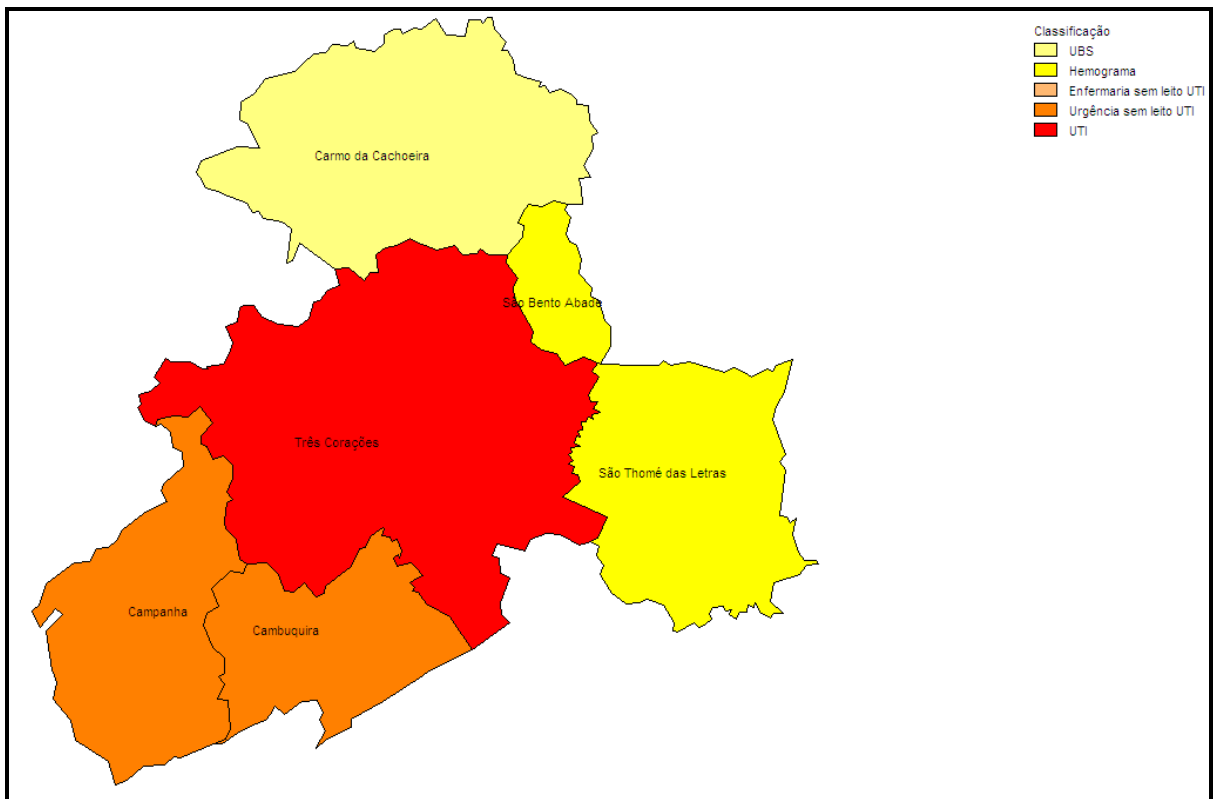 Classificação
UBS
Hemograma
Enfermaria sem leito UTI
Urgência sem leito UTI
UTI
Carmo da Cachoeira
São Bento Abade
Três Corações
São Thomé das Letras
Campanha
Cambuquira